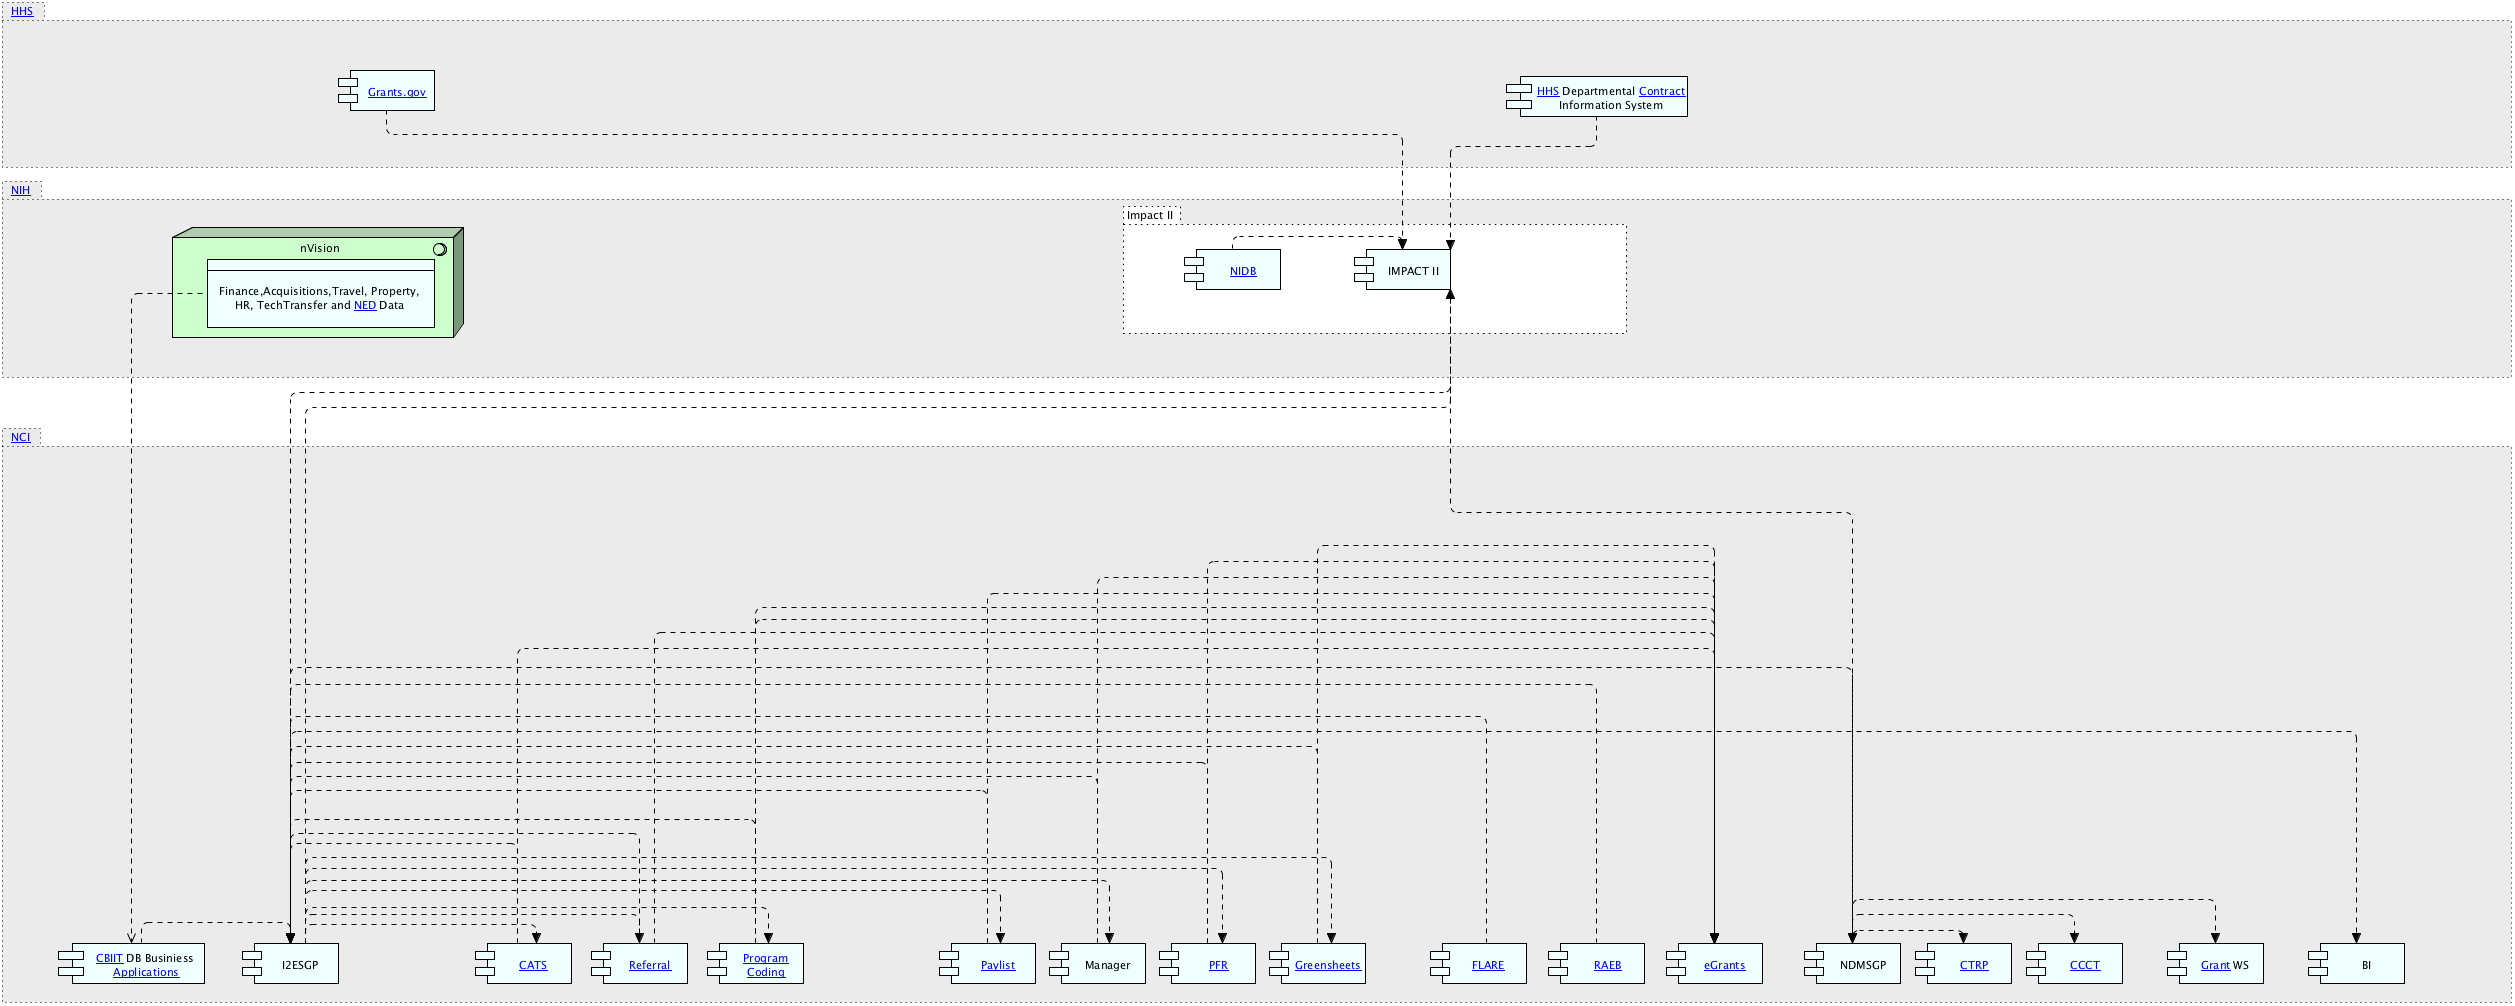 HHS
Grants.gov
HHS Departmental Contract
Information System
NIH
Impact II
nVision
Finance,Acquisitions,Travel, Property,
HR, TechTransfer and NED Data
NIDB
IMPACT II
NCI
CBIIT DB Businiess
Applications
I2ESGP
CATS
Referral
Program
Coding
Paylist
Manager
PFR
Greensheets
FLARE
RAEB
eGrants
NDMSGP
CTRP
CCCT
Grant WS
BI